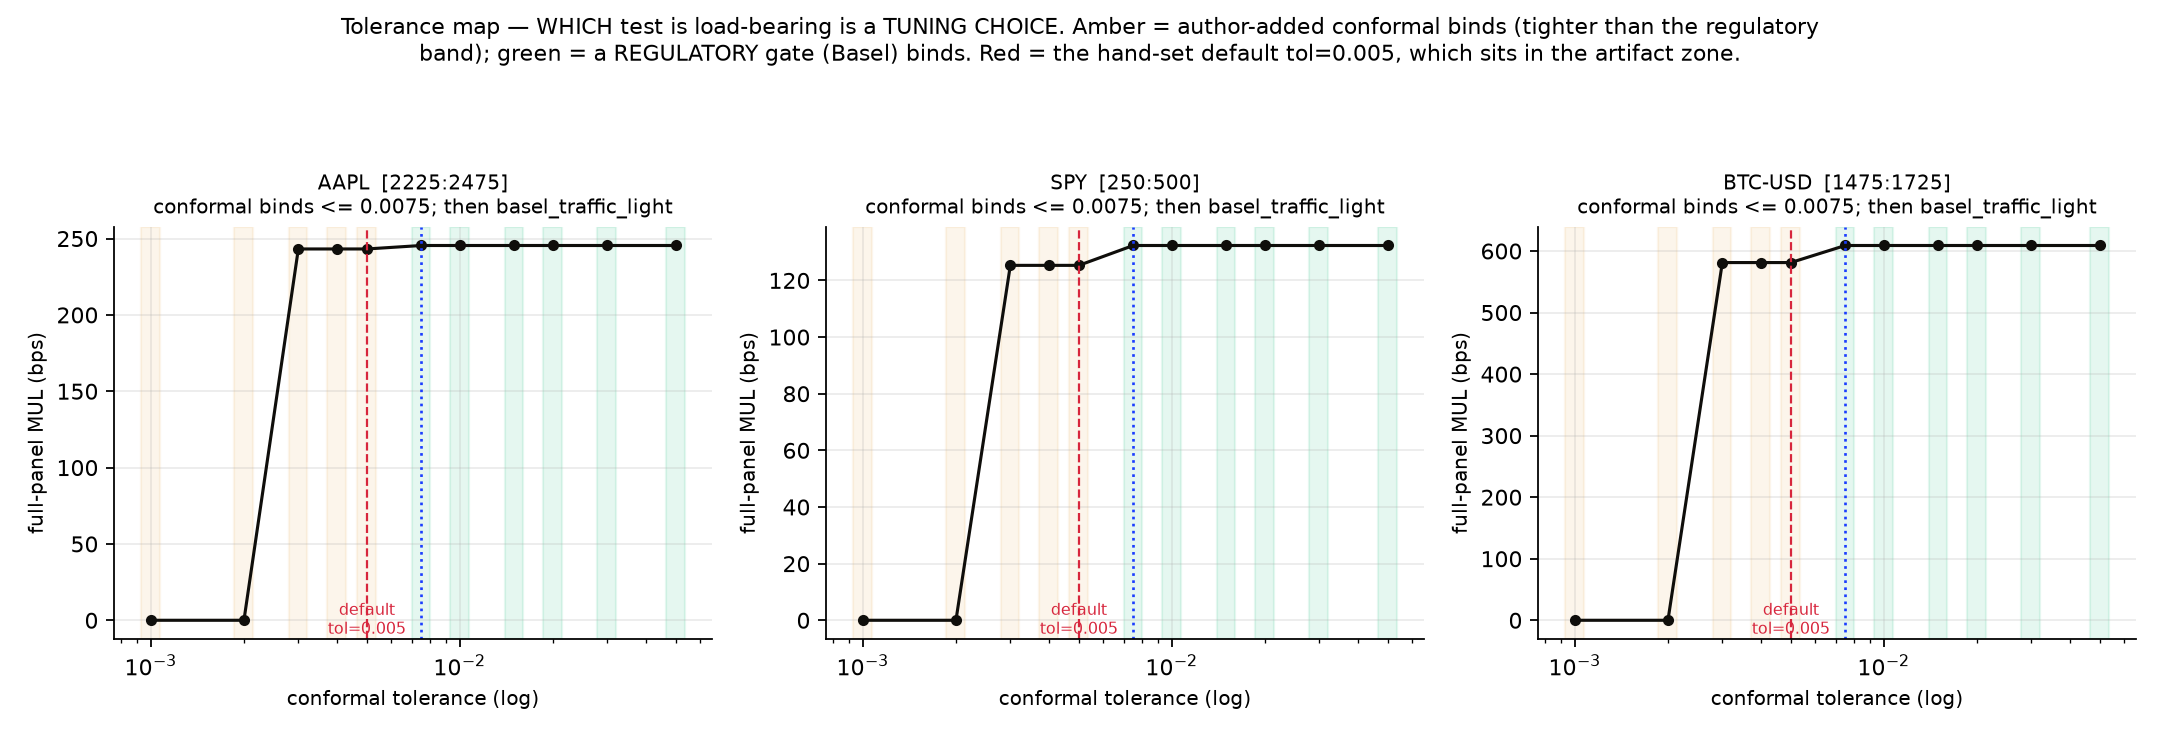 Tolerance map — WHICH test is load-bearing is a TUNING CHOICE. Amber = author-added conformal binds (tighter than the regulatory
band); green = a REGULATORY gate (Basel) binds. Red = the hand-set default tol=0.005, which sits in the artifact zone.
AAPL [2225:2475]
conformal binds <= 0.0075; then basel_traffic_light
full-panel MUL (bps)
250
200
150
100
50
0
default
tol=0.005
10⁻³
10⁻²
conformal tolerance (log)
SPY [250:500]
conformal binds <= 0.0075; then basel_traffic_light
full-panel MUL (bps)
120
100
80
60
40
20
0
default
tol=0.005
10⁻³
10⁻²
conformal tolerance (log)
BTC-USD [1475:1725]
conformal binds <= 0.0075; then basel_traffic_light
full-panel MUL (bps)
600
500
400
300
200
100
0
default
tol=0.005
10⁻³
10⁻²
conformal tolerance (log)